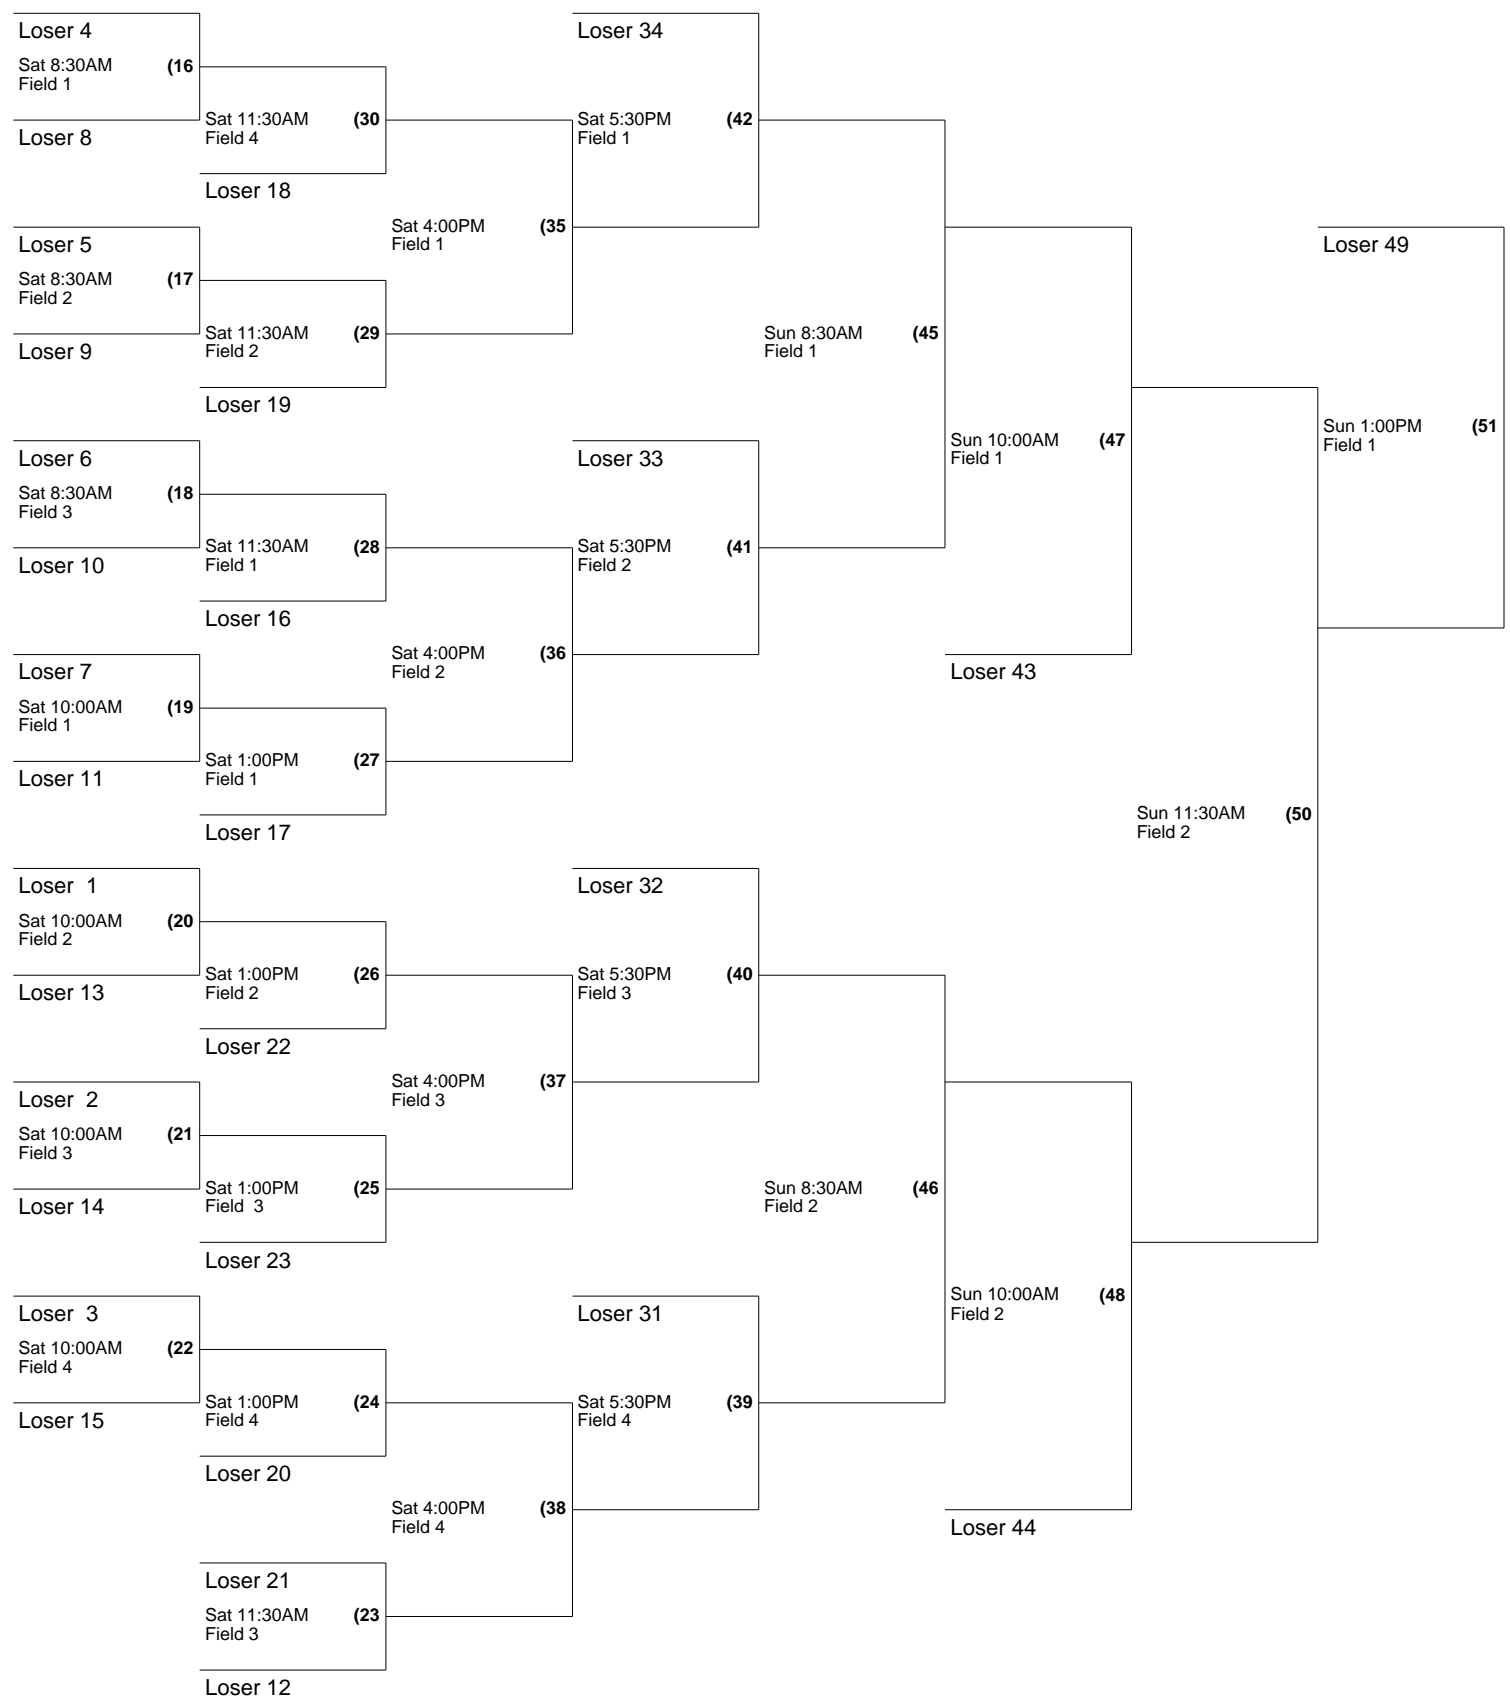 Loser 4
Sat 8:30AM (16
Field 1
Loser 8
Loser 5
Sat 8:30AM (17
Field 2
Loser 9
Loser 6
Sat 8:30AM (18
Field 3
Loser 10
Loser 7
Sat 10:00AM (19
Field 1
Loser 11
Loser 1
Sat 10:00AM (20
Field 2
Loser 13
Loser 2
Sat 10:00AM (21
Field 3
Loser 14
Loser 3
Sat 10:00AM (22
Field 4
Loser 15
Sat 11:30AM (30
Field 4
Loser 18
Sat 11:30AM (29
Field 2
Loser 19
Sat 11:30AM (28
Field 1
Loser 16
Sat 1:00PM (27
Field 1
Loser 17
Sat 1:00PM (26
Field 2
Loser 22
Sat 1:00PM (25
Field 3
Loser 23
Sat 1:00PM (24
Field 4
Loser 20
Loser 21
Sat 11:30AM (23
Field 3
Loser 12
Sat 4:00PM (35
Field 1
Sat 4:00PM (36
Field 2
Sat 4:00PM (37
Field 3
Sat 4:00PM (38
Field 4
Loser 34
Sat 5:30PM (42
Field 1
Loser 33
Sat 5:30PM (41
Field 2
Loser 32
Sat 5:30PM (40
Field 3
Loser 31
Sat 5:30PM (39
Field 4
Sun 8:30AM (45
Field 1
Sun 8:30AM (46
Field 2
Sun 10:00AM (47
Field 1
Loser 43
Sun 10:00AM (48
Field 2
Loser 44
Sun 11:30AM (50
Field 2
Loser 49
Sun 1:00PM (51
Field 1